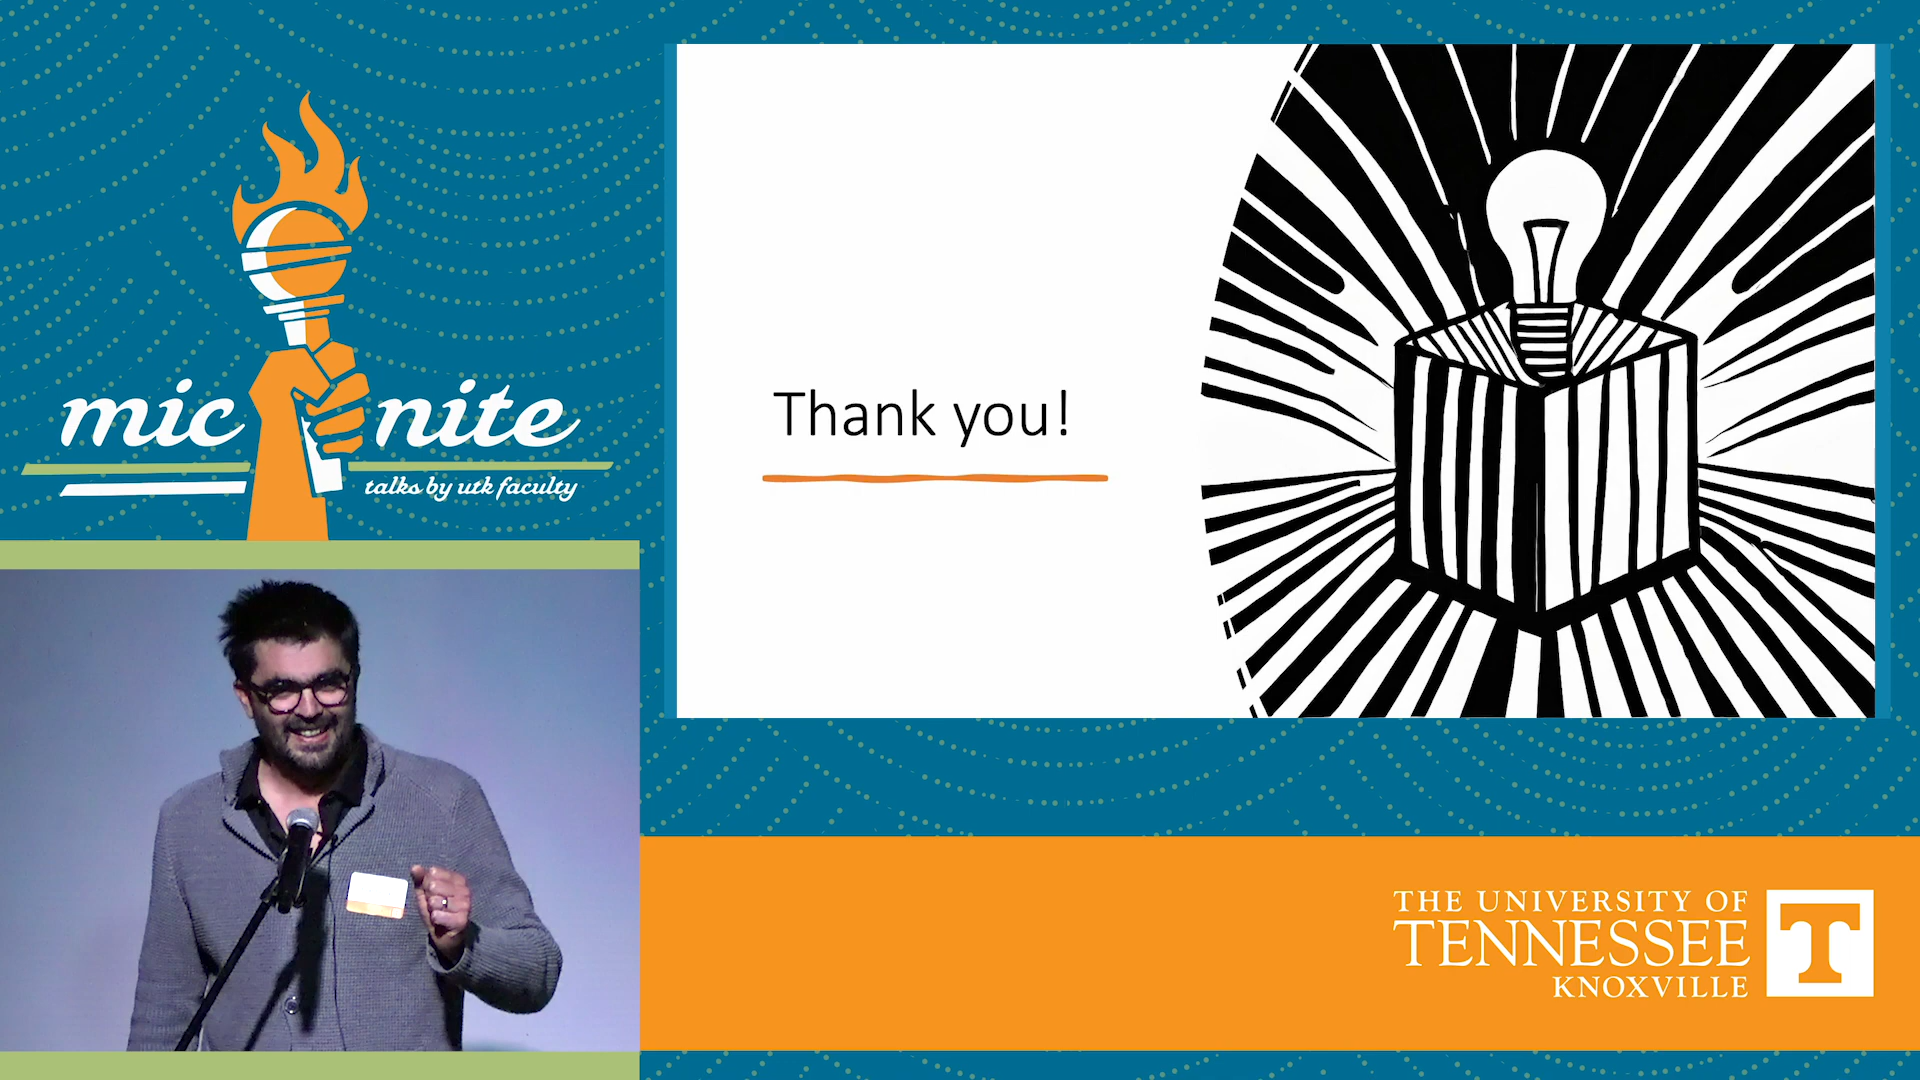 mic nite
talks by utk faculty
Thank you!
THE UNIVERSITY OF
TENNESSEE
KNOXVILLE
T